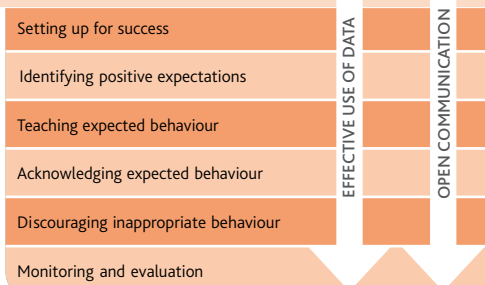 Setting up for success
Identifying positive expectations
Teaching expected behaviour
Acknowledging expected behaviour
Discouraging inappropriate behaviour
Monitoring and evaluation
EFFECTIVE USE OF DATA
OPEN COMMUNICATION